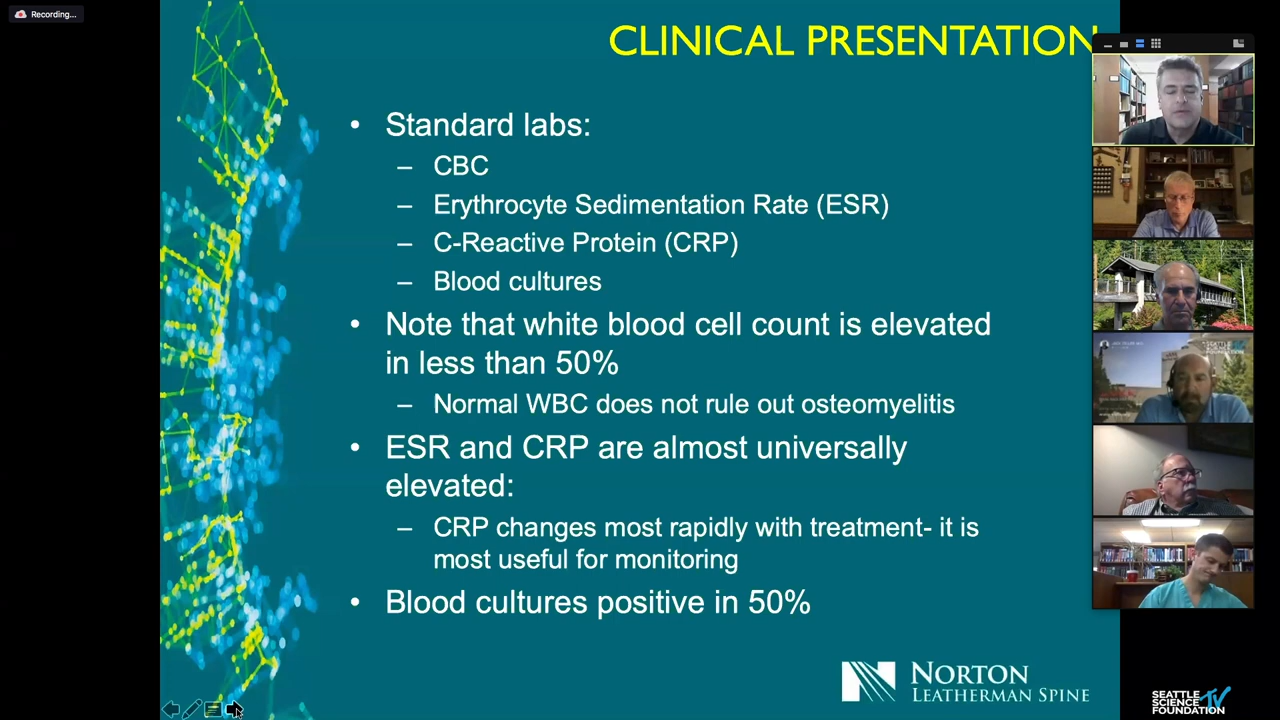 Recording...
CLINICAL PRESENTATION
• Standard labs:
– CBC
– Erythrocyte Sedimentation Rate (ESR)
– C-Reactive Protein (CRP)
– Blood cultures
• Note that white blood cell count is elevated
in less than 50%
– Normal WBC does not rule out osteomyelitis
• ESR and CRP are almost universally
elevated:
– CRP changes most rapidly with treatment- it is
most useful for monitoring
• Blood cultures positive in 50%
NORTON
LEATHERMAN SPINE
SEATTLE
SCIENCE TV
FOUNDATION